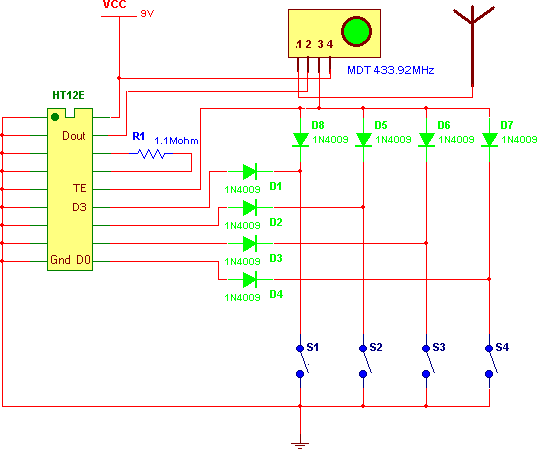 VCC
9V
1 2 3 4
MDT 433.92MHz
HT12E
Dout
R1
1.1Mohm
D8
1N4009
D5
1N4009
D6
1N4009
D7
1N4009
TE
D3
Gnd D0
1N4009
D1
1N4009
D2
1N4009
D3
1N4009
D4
S1
S2
S3
S4